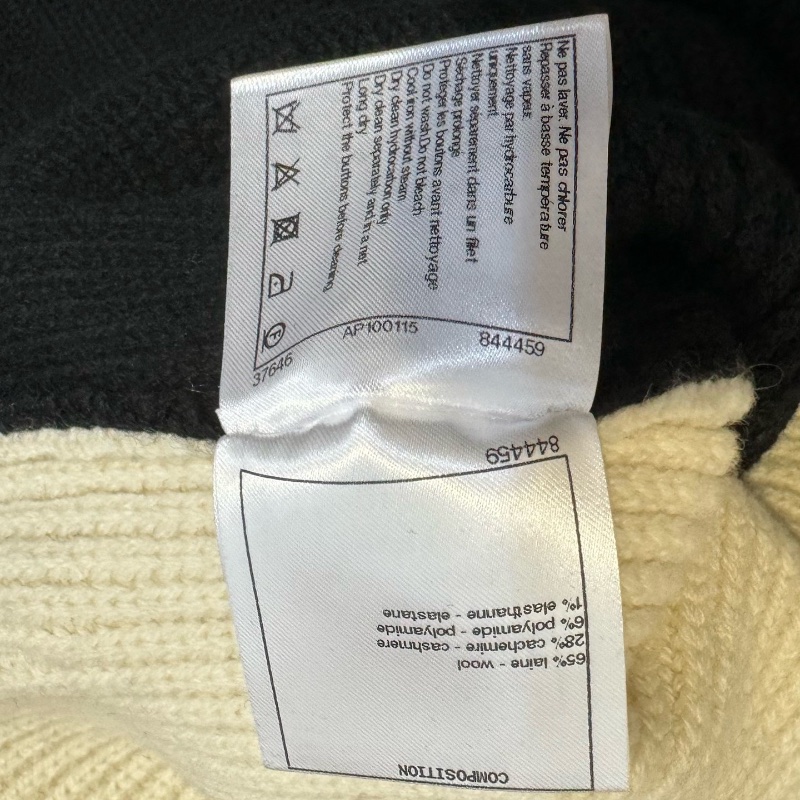 Ne pas laver. Ne pas chlorer
Repasser à basse température
sans vapeur.
Nettoyage par hydrocarbure
uniquement
Nettoyer séparement dans un filet
Séchage prolongé
Protéger les boutons avant nettoyage
Do not wash.Do not bleach
Cool iron without steam
Dry clean hydrocarbon only
Dry clean separately and in a net
Long dry
Protect the buttons before cleaning
F
844459
AP100115
37646
844459
COMPOSITION
65% laine - wool
28% cachemire - cashmere
6% polyamide - polyamide
1% elasthanne - elastane